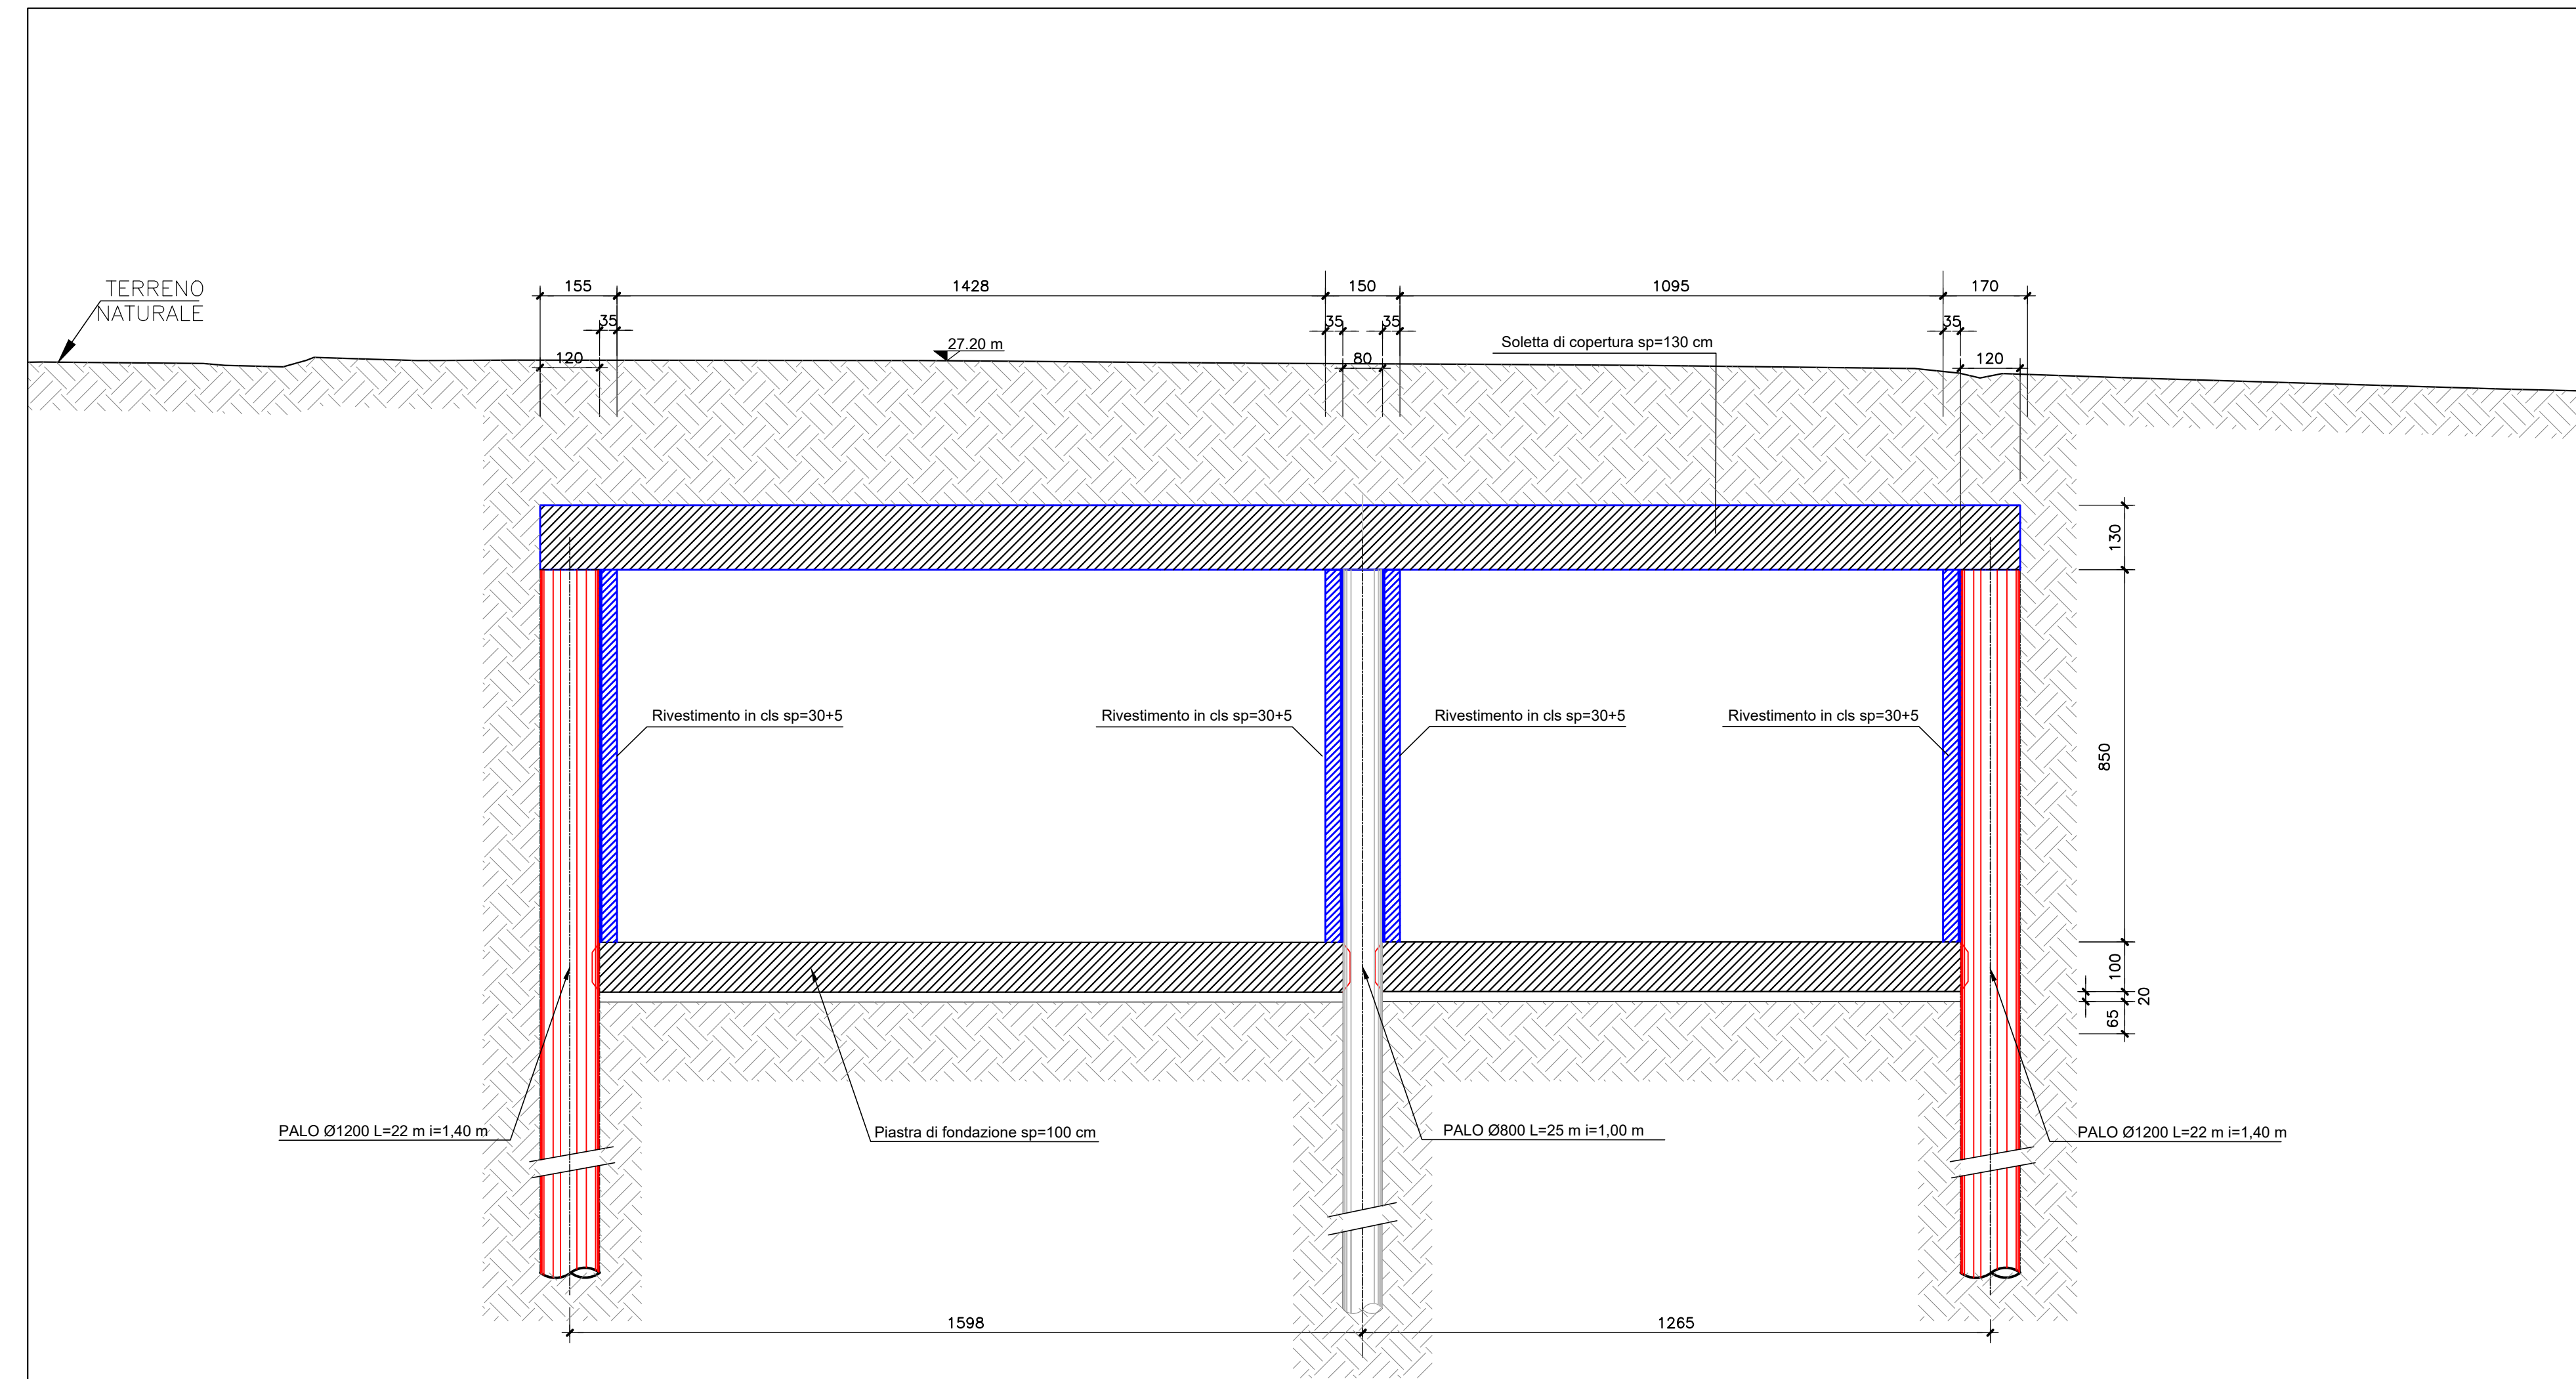 TERRENO
NATURALE
155
1428
150
1095
170
35
35
35
35
120
27.20 m
80
Soletta di copertura sp=130 cm
120
130
Rivestimento in cls sp=30+5
Rivestimento in cls sp=30+5
Rivestimento in cls sp=30+5
Rivestimento in cls sp=30+5
850
100
20
65
PALO Ø1200 L=22 m i=1,40 m
Piastra di fondazione sp=100 cm
PALO Ø800 L=25 m i=1,00 m
PALO Ø1200 L=22 m i=1,40 m
1598
1265